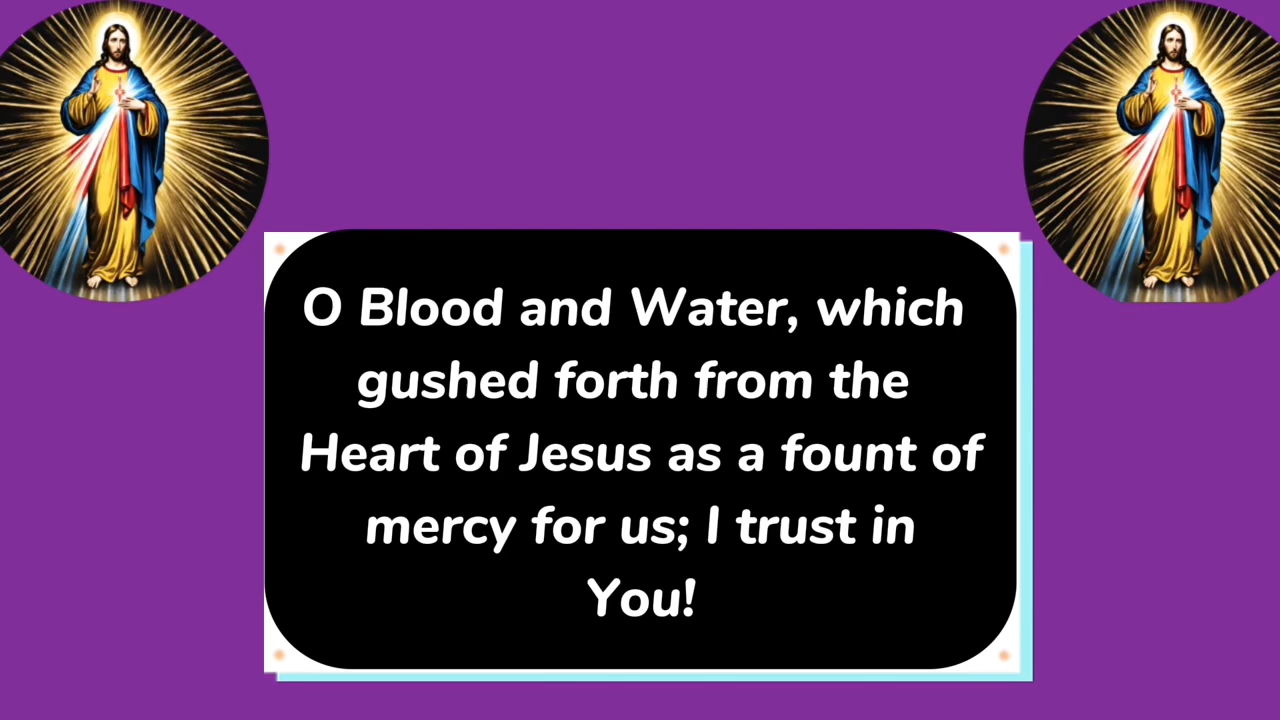 O Blood and Water, which
gushed forth from the
Heart of Jesus as a fount of
mercy for us; I trust in
You!